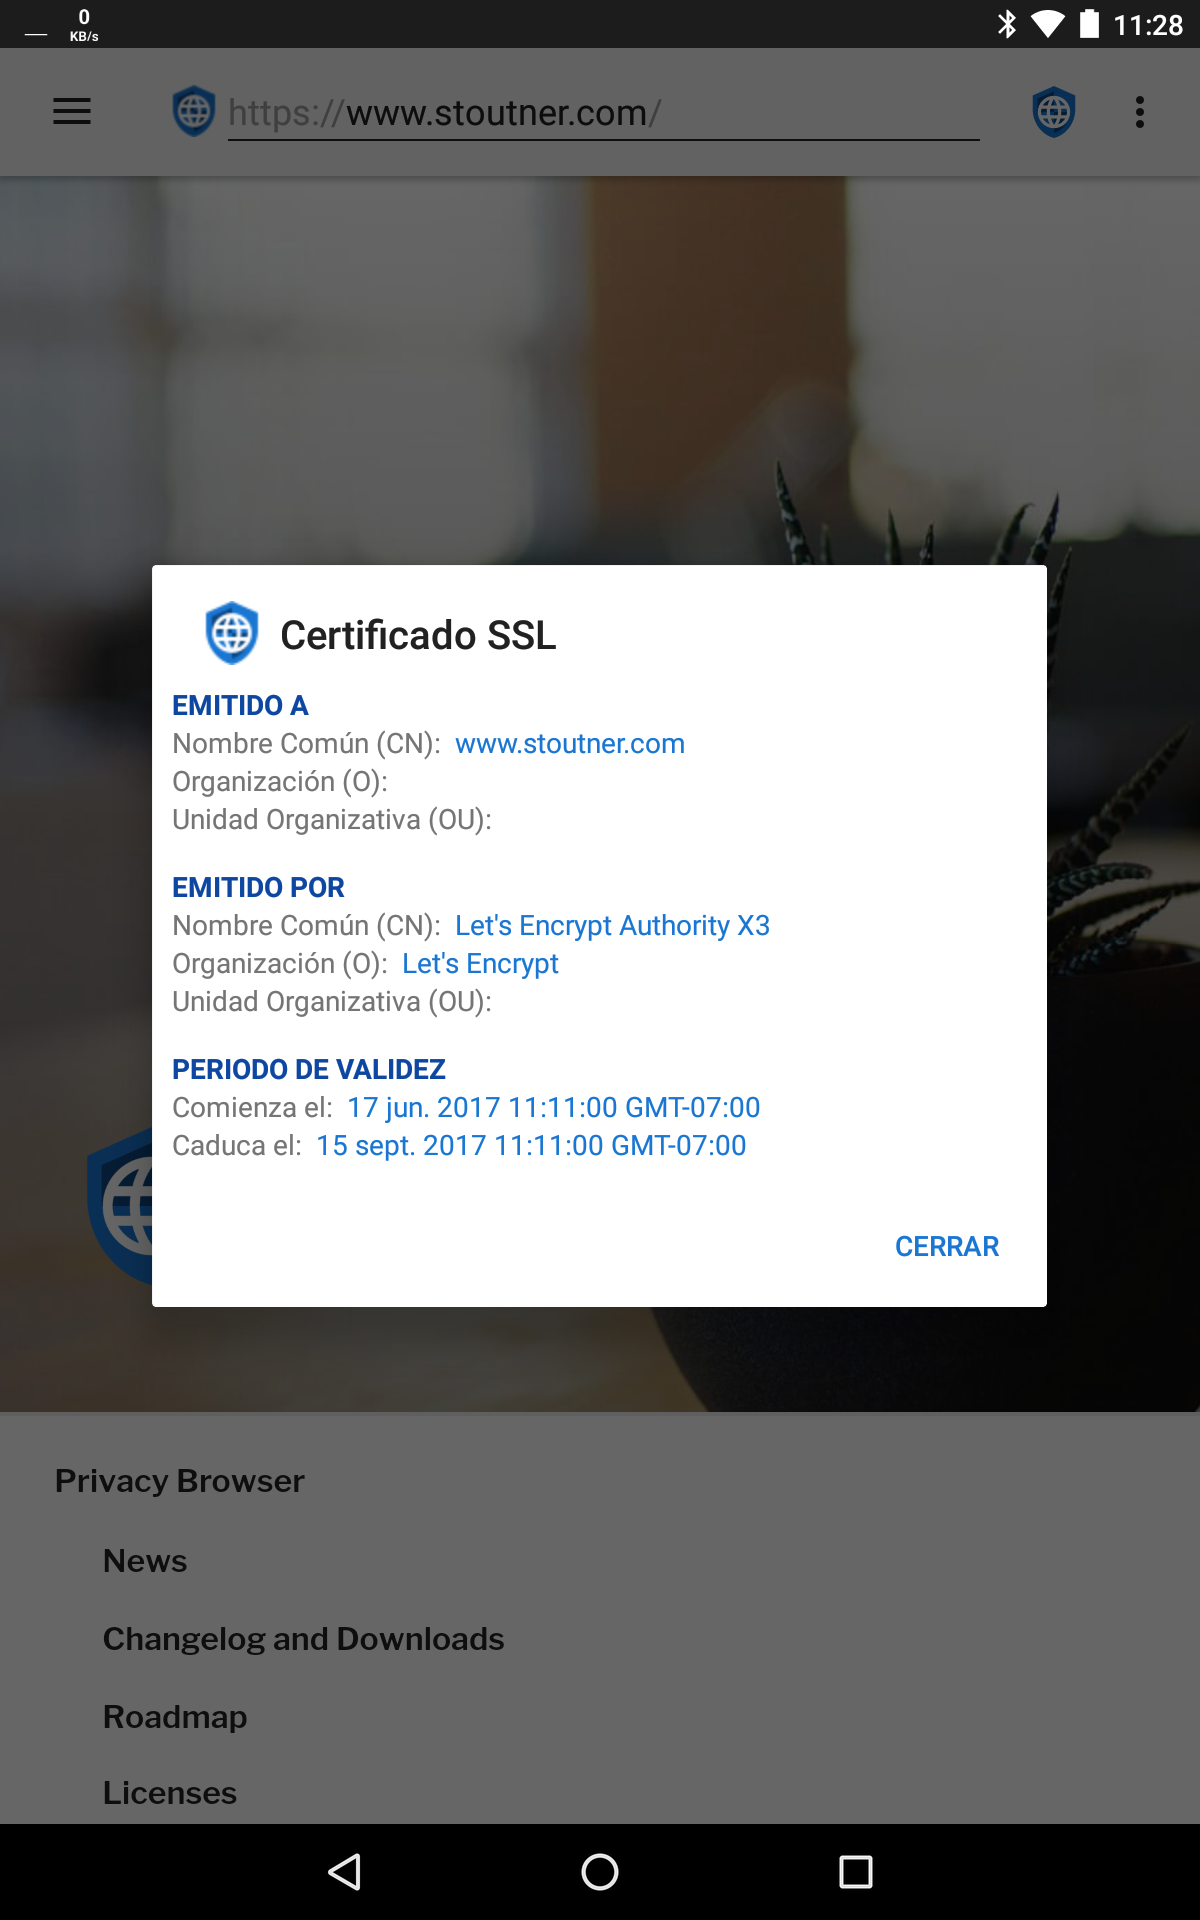 0
KB/s
11:28
https://www.stoutner.com/
Certificado SSL
EMITIDO A
Nombre Común (CN): www.stoutner.com
Organización (O):
Unidad Organizativa (OU):
EMITIDO POR
Nombre Común (CN): Let's Encrypt Authority X3
Organización (O): Let's Encrypt
Unidad Organizativa (OU):
PERIODO DE VALIDEZ
Comienza el: 17 jun. 2017 11:11:00 GMT-07:00
Caduca el: 15 sept. 2017 11:11:00 GMT-07:00
CERRAR
Privacy Browser
News
Changelog and Downloads
Roadmap
Licenses